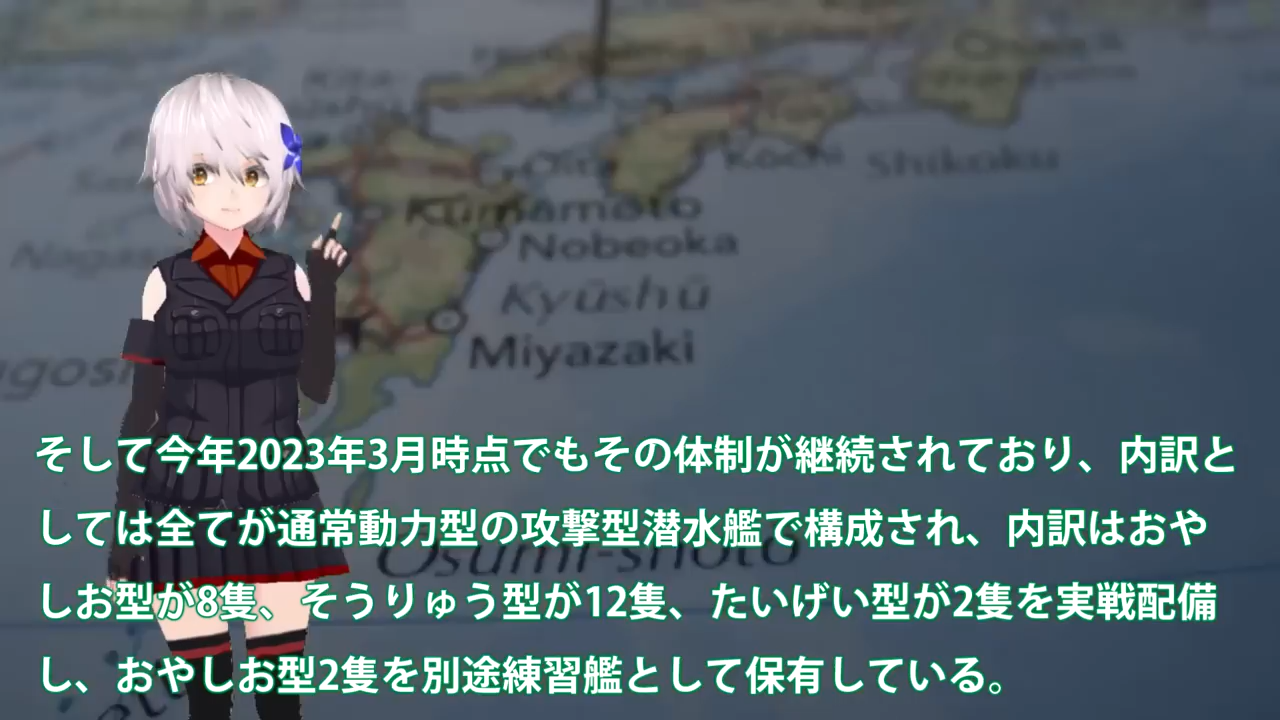 Kita-
Oita
Kochi
Shikoku
Kumamoto
Nobeoka
Kyūshū
Miyazaki
Osumi-shoto
そして今年2023年3月時点でもその体制が継続されており、内訳と
しては全てが通常動力型の攻撃型潜水艦で構成され、内訳はおや
しお型が8隻、そうりゅう型が12隻、たいげい型が2隻を実戦配備
し、おやしお型2隻を別途練習艦として保有している。